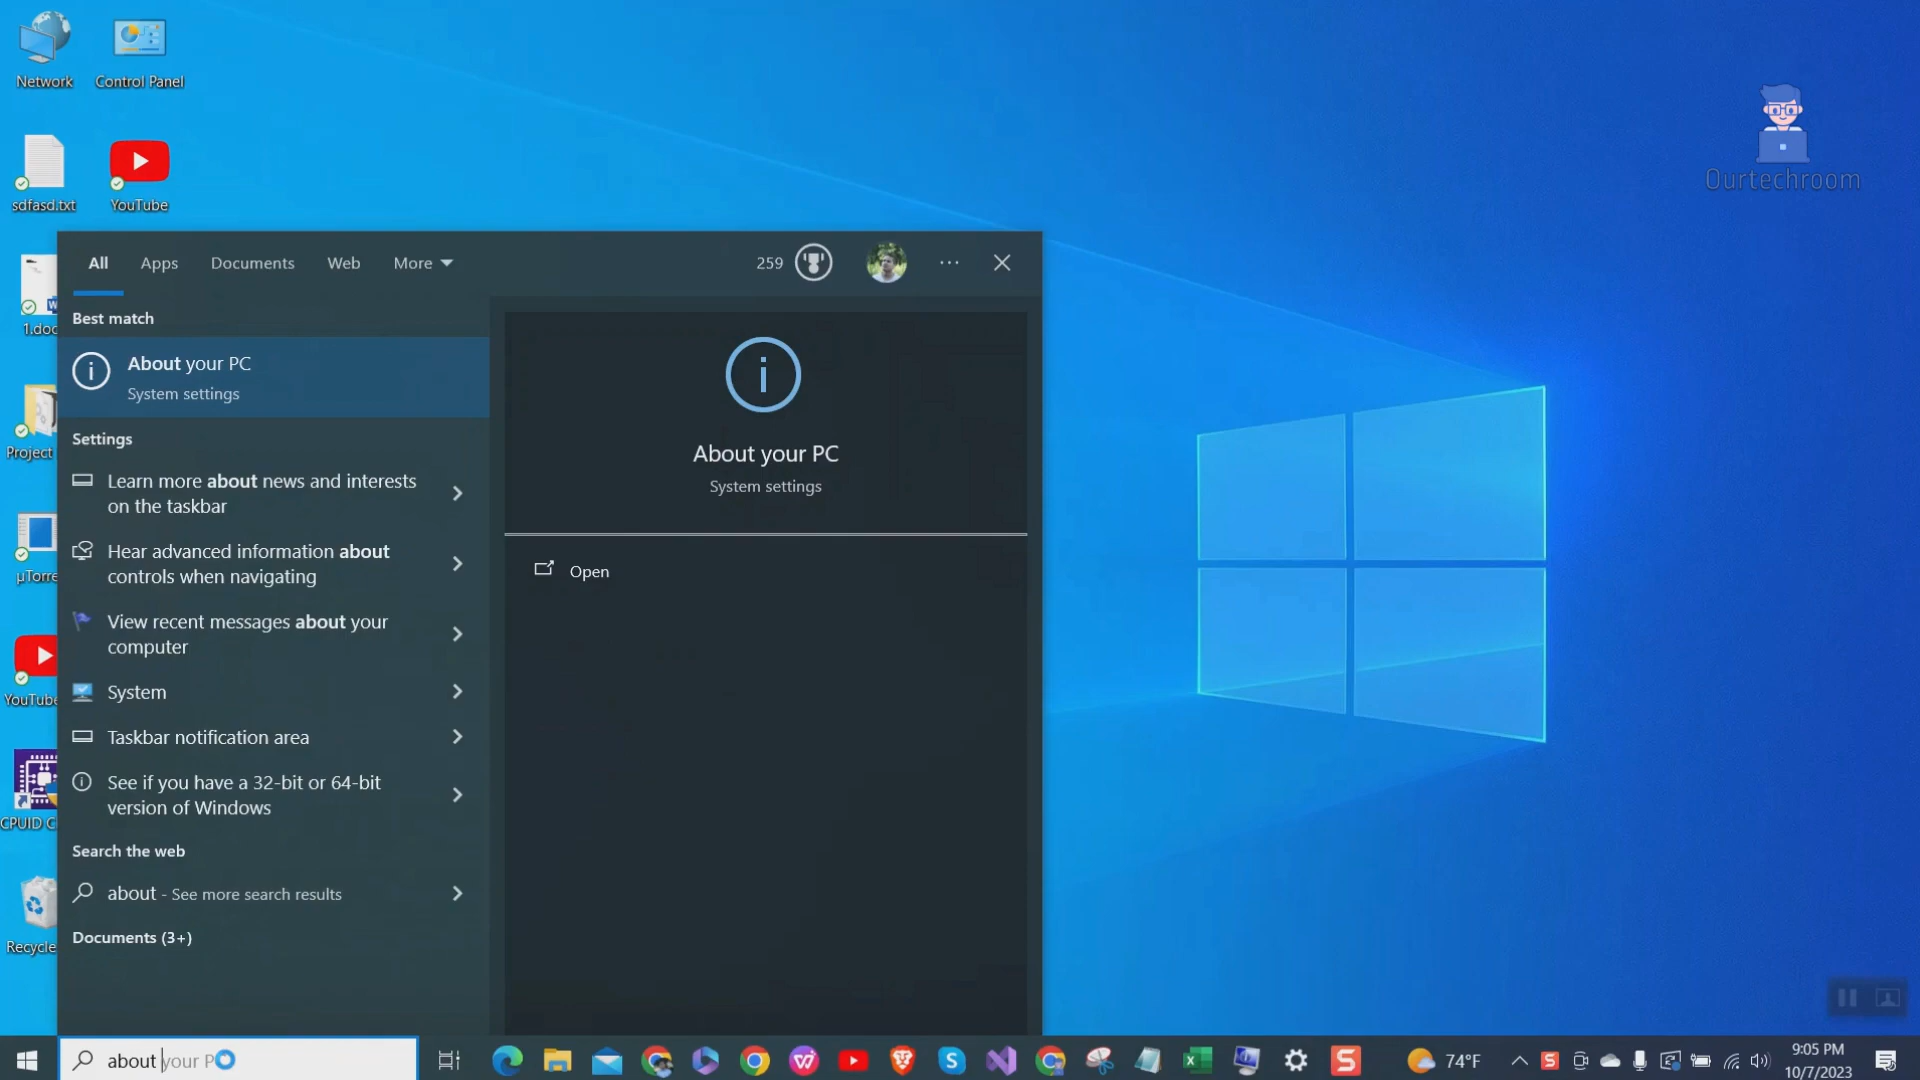 Network
Control Panel
Ourtechroom
sdfasd.txt
YouTube
All
Apps
Documents
Web
More
259
1.doc
Best match
About your PC
System settings
Settings
Learn more about news and interests
on the taskbar
Hear advanced information about
controls when navigating
View recent messages about your
computer
System
Taskbar notification area
See if you have a 32-bit or 64-bit
version of Windows
Search the web
about - See more search results
Documents (3+)
About your PC
System settings
Open
Project
µTorre
YouTube
CPUID C
Recycle
about your P
74°F
9:05 PM
10/7/2023